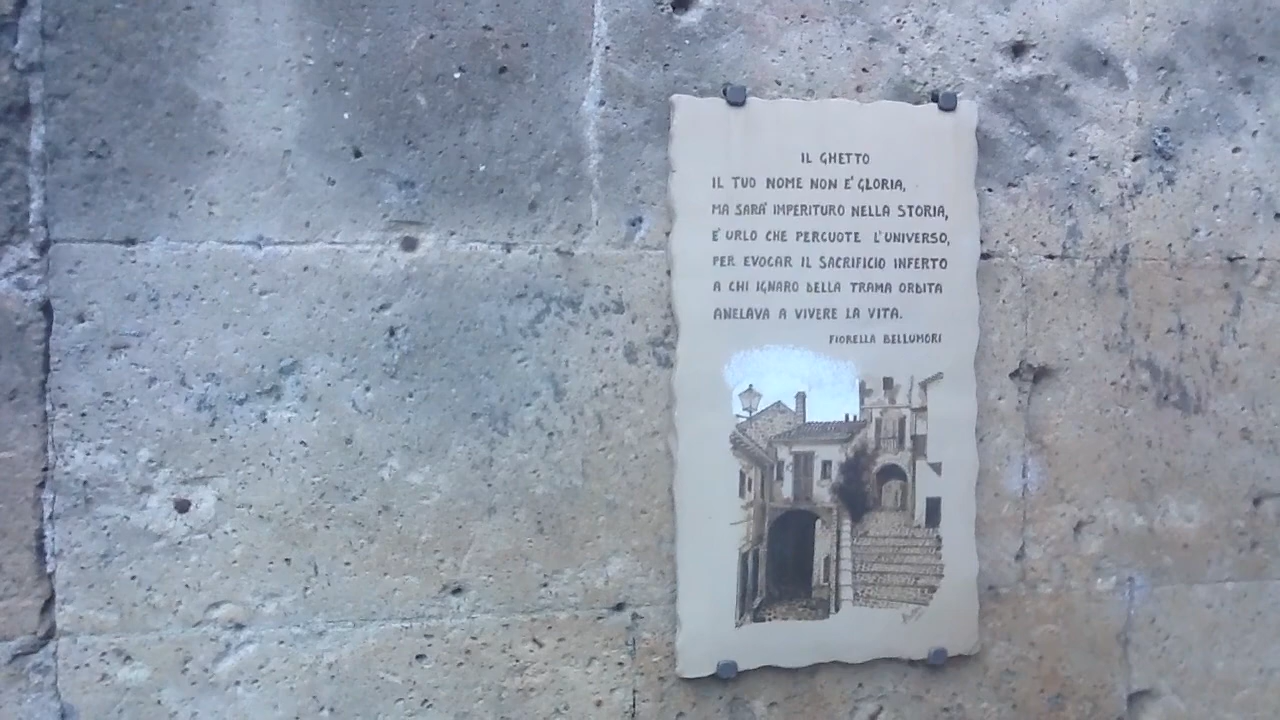 IL GHETTO
IL TUO NOME NON E' GLORIA,
MA SARA' IMPERITURO NELLA STORIA,
E' URLO CHE PERCUOTE L'UNIVERSO,
PER EVOCAR IL SACRIFICIO INFERTO
A CHI IGNARO DELLA TRAMA ORDITA
ANELAVA A VIVERE LA VITA.
FIORELLA BELLUMORI